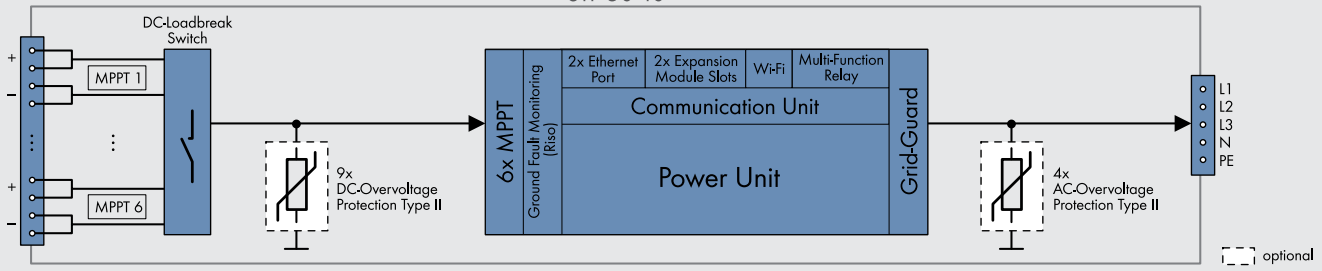 DC-Loadbreak
Switch
+
MPPT 1
−
⋮
⋮
+
MPPT 6
−
9x
DC-Overvoltage
Protection Type II
6x MPPT
Ground Fault Monitoring
(Riso)
2x Ethernet
Port
2x Expansion
Module Slots
Wi-Fi
Multi-Function
Relay
Communication Unit
Power Unit
Grid-Guard
4x
AC-Overvoltage
Protection Type II
L1
L2
L3
N
PE
optional